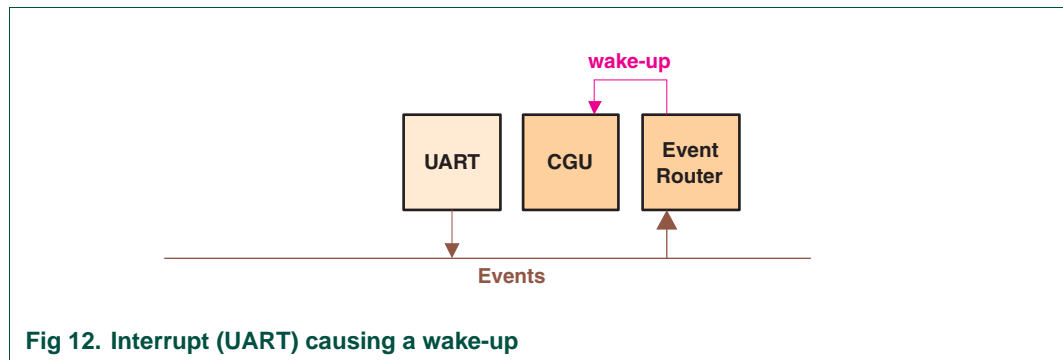 wake-up
UART
CGU
Event
Router
Events
Fig 12. Interrupt (UART) causing a wake-up